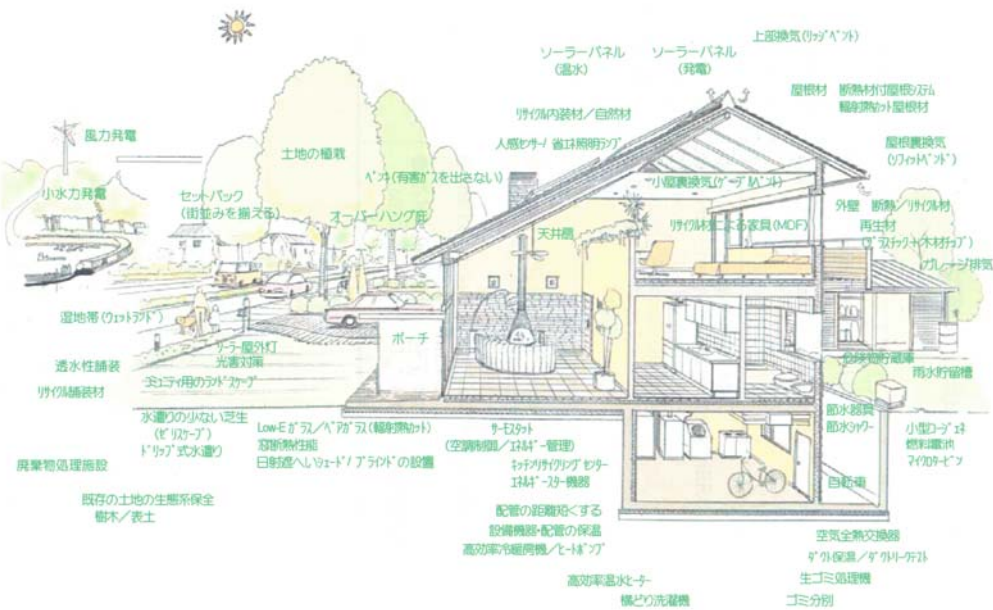 上部換気(リッジベント)
ソーラーパネル
(温水)
ソーラーパネル
(発電)
屋根材 断熱材付屋根システム
輻射熱カット屋根材
リサイクル内装材/自然材
人感センサー/ 省エネ照明ランプ
屋根裏換気
(ソフィットベント)
風力発電
土地の植栽
ペイント(有害ガスを出さない)
小屋裏換気(ゲーブルベント)
小水力発電
セットバック
(街並みを揃える)
オーバーハング庇
天井扇
リサイクル材による家具(MDF)
外壁 断熱/リサイクル材
再生材
(プラスチック+木材チップ)
ガレージ排気
湿地帯(ウェットランド)
ソーラー屋外灯
光害対策
ポーチ
透水性舗装
リサイクル舗装材
コミュニティ用のランドスケープ
危険物貯蔵庫
雨水貯留槽
水遣りの少ない芝生
(ゼリスケープ)
ドリップ式水遣り
Low-E ガラス/ペアガラス(輻射熱カット)
窓断熱性能
日射遮へいシェード/ブラインドの設置
サーモスタット
(空調制御/エネルギー管理)
キッチンリサイクリングセンター
エネルギースター機器
節水器具
節水シャワー
小型コージェネ
燃料電池
マイクロタービン
廃棄物処理施設
既存の土地の生態系保全
樹木/表土
自転車
配管の距離短くする
設備機器・配管の保温
高効率冷暖房機/ヒートポンプ
空気全熱交換器
ダクト保温/ダクトリークテスト
高効率温水ヒーター
横どり洗濯機
生ゴミ処理機
ゴミ分別